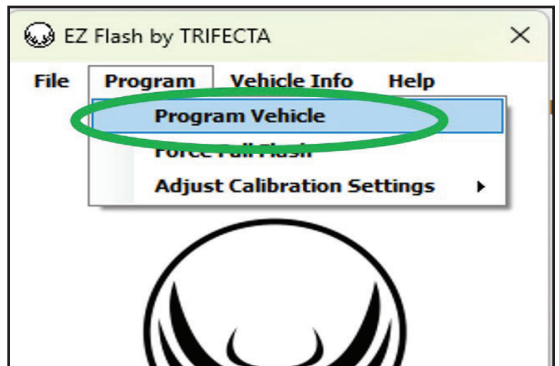 EZ Flash by TRIFECTA
File Program Vehicle Info Help
Program Vehicle
Force Full Flash
Adjust Calibration Settings